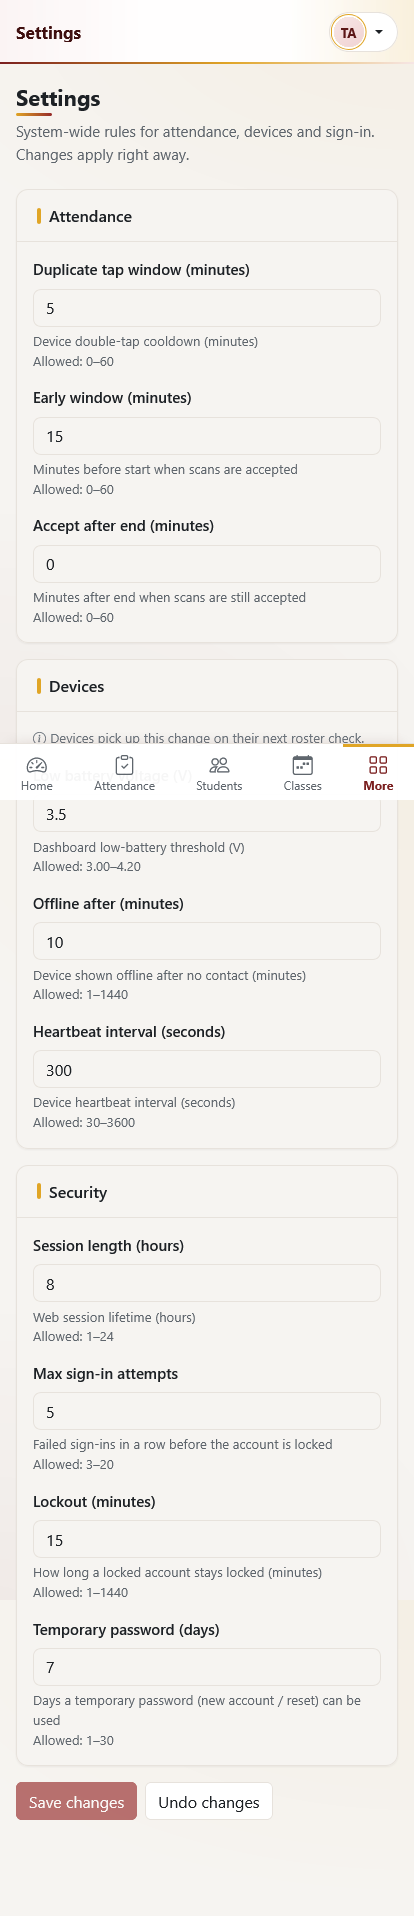 Settings
TA
Settings
System-wide rules for attendance, devices and sign-in.
Changes apply right away.
Attendance
Duplicate tap window (minutes)
5
Device double-tap cooldown (minutes)
Allowed: 0–60
Early window (minutes)
15
Minutes before start when scans are accepted
Allowed: 0–60
Accept after end (minutes)
0
Minutes after end when scans are still accepted
Allowed: 0–60
Devices
Devices pick up this change on their next roster check.
Low battery voltage (V)
Home
Attendance
Students
Classes
More
3.5
Dashboard low-battery threshold (V)
Allowed: 3.00–4.20
Offline after (minutes)
10
Device shown offline after no contact (minutes)
Allowed: 1–1440
Heartbeat interval (seconds)
300
Device heartbeat interval (seconds)
Allowed: 30–3600
Security
Session length (hours)
8
Web session lifetime (hours)
Allowed: 1–24
Max sign-in attempts
5
Failed sign-ins in a row before the account is locked
Allowed: 3–20
Lockout (minutes)
15
How long a locked account stays locked (minutes)
Allowed: 1–1440
Temporary password (days)
7
Days a temporary password (new account / reset) can be
used
Allowed: 1–30
Save changes
Undo changes